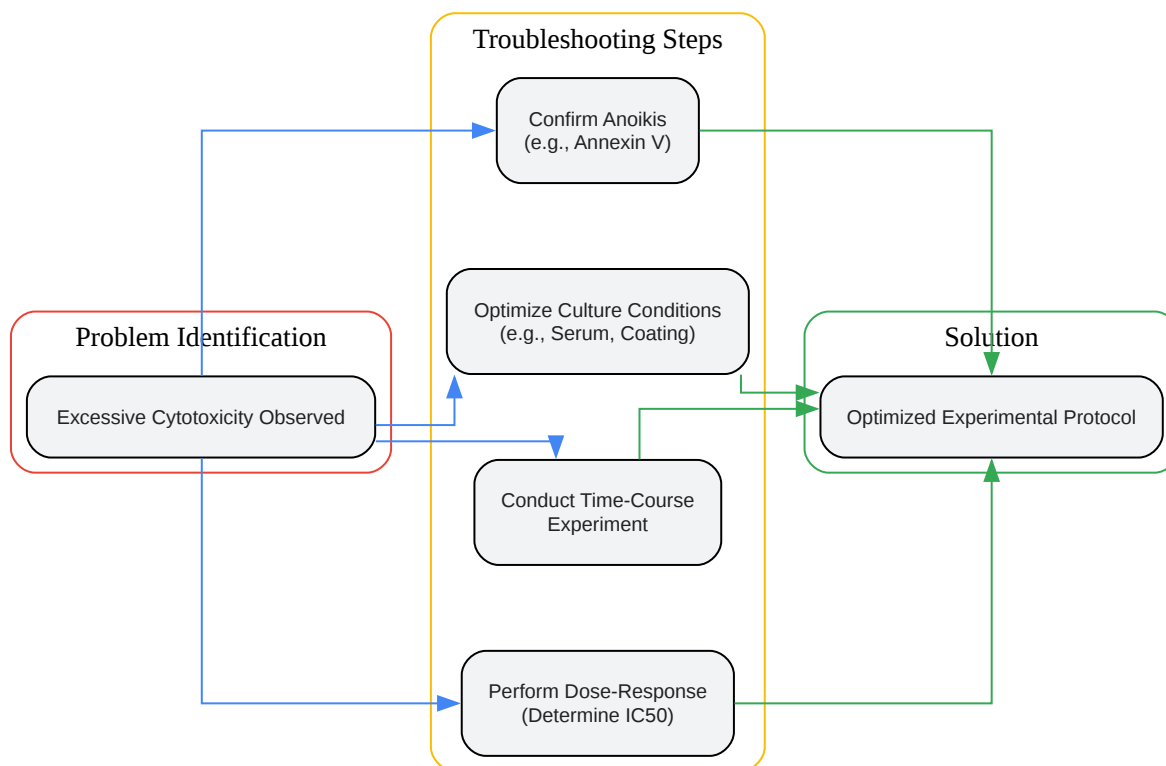 Troubleshooting Steps
Confirm Anoikis
(e.g., Annexin V)
Optimize Culture Conditions
(e.g., Serum, Coating)
Problem Identification
Excessive Cytotoxicity Observed
Solution
Optimized Experimental Protocol
Conduct Time-Course
Experiment
Perform Dose-Response
(Determine IC50)